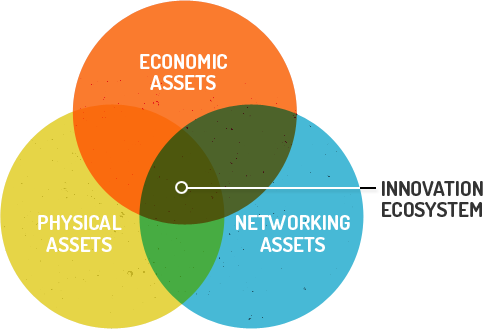 ECONOMIC
ASSETS
PHYSICAL
ASSETS
NETWORKING
ASSETS
INNOVATION
ECOSYSTEM